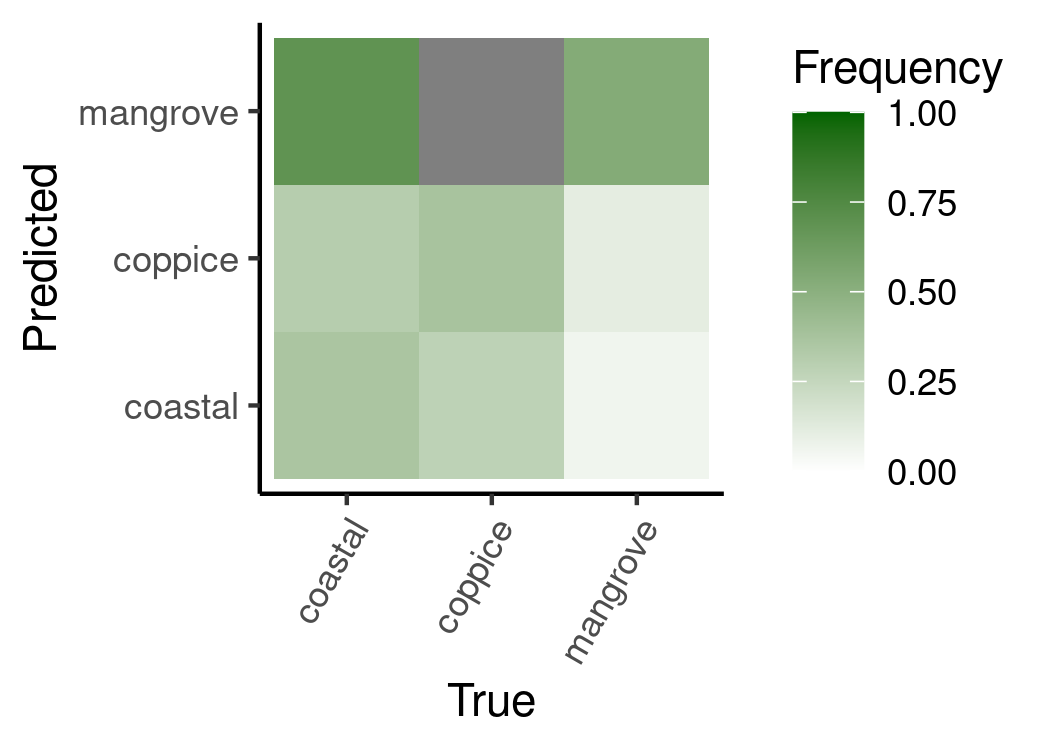 Predicted
mangrove
coppice
coastal
coastal
coppice
mangrove
True
Frequency
1.00
0.75
0.50
0.25
0.00